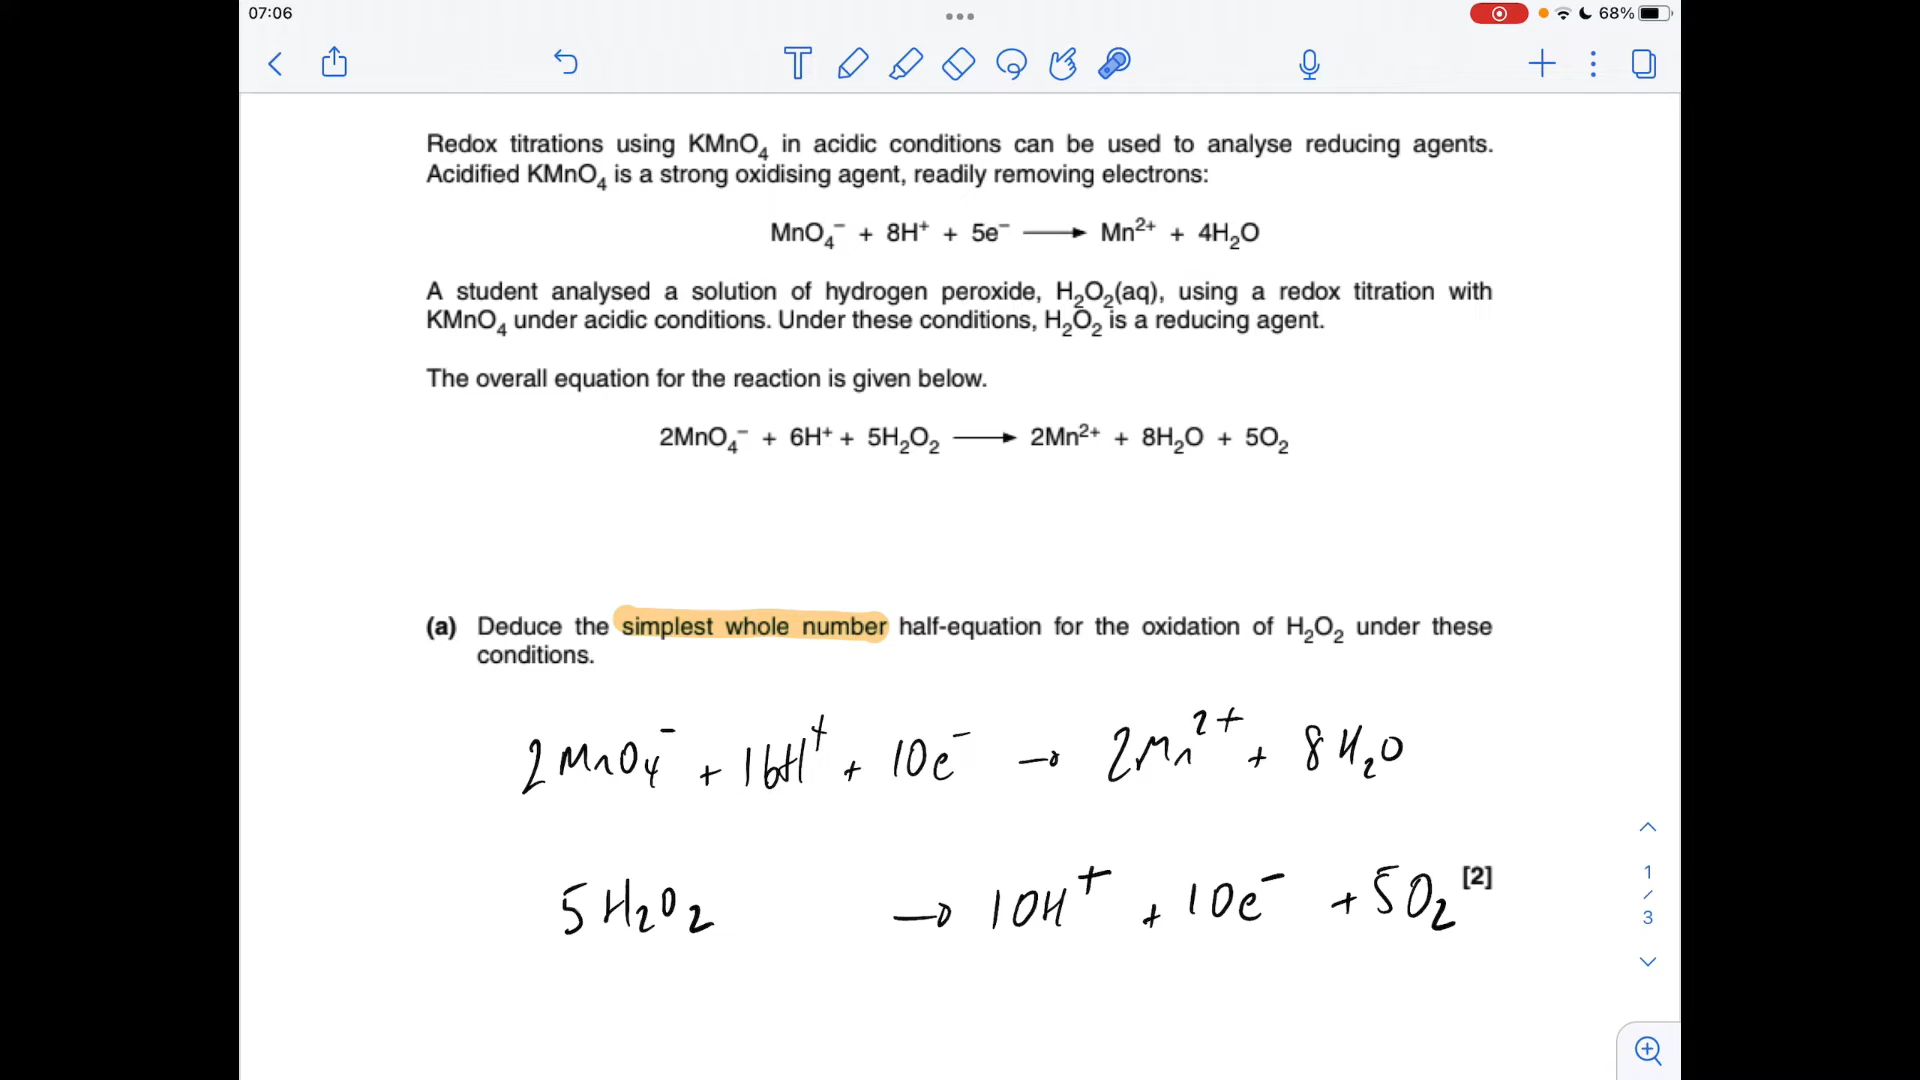 07:06
68%
T
Redox titrations using KMnO₄ in acidic conditions can be used to analyse reducing agents.
Acidified KMnO₄ is a strong oxidising agent, readily removing electrons:
MnO₄⁻ + 8H⁺ + 5e⁻ ⟶ Mn²⁺ + 4H₂O
A student analysed a solution of hydrogen peroxide, H₂O₂(aq), using a redox titration with
KMnO₄ under acidic conditions. Under these conditions, H₂O₂ is a reducing agent.
The overall equation for the reaction is given below.
2MnO₄⁻ + 6H⁺ + 5H₂O₂ ⟶ 2Mn²⁺ + 8H₂O + 5O₂
(a) Deduce the simplest whole number half-equation for the oxidation of H₂O₂ under these
conditions.
2MnO₄⁻ + 16H⁺ + 10e⁻ → 2Mn²⁺ + 8H₂O
5H₂O₂ → 10H⁺ + 10e⁻ + 5O₂
[2]
1
/
3